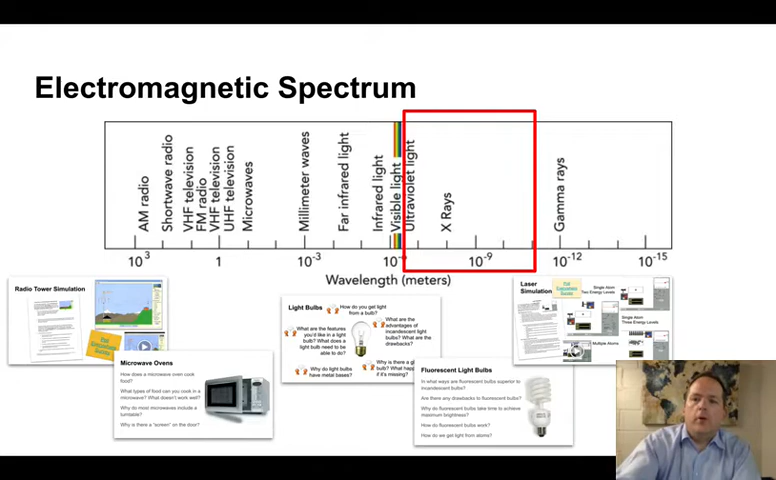 Electromagnetic Spectrum
AM radio
Shortwave radio
VHF television
FM radio
VHF television
UHF television
Microwaves
Millimeter waves
Far infrared light
Infrared light
Visible light
Ultraviolet light
X Rays
Gamma rays
10³
1
10⁻³
10⁻⁹
10⁻¹²
10⁻¹⁵
Wavelength (meters)
Radio Tower Simulation
Microwave Ovens
How does a microwave oven cook
food?
What types of food can you cook in a
microwave? What doesn't work well?
Why do most microwaves include a
turntable?
Why is there a "screen" on the door?
Light Bulbs
How do you get light
from a bulb?
What are the features
you'd like in a light
bulb? What does a
light bulb need to be
able to do?
What are the
advantages of
incandescent light
bulbs? What are the
drawbacks?
Why do light bulbs
have metal bases?
Why is there a
bulb?
if it's missing?
Fluorescent Light Bulbs
In what ways are fluorescent bulbs superior to
incandescent bulbs?
Are there any drawbacks to fluorescent bulbs?
Why do fluorescent bulbs take time to achieve
maximum brightness?
How do fluorescent bulbs work?
How do we get light from atoms?
Laser
Simulation
Single Atom
Two Energy Levels
Single Atom
Three Energy Levels
Multiple Atoms